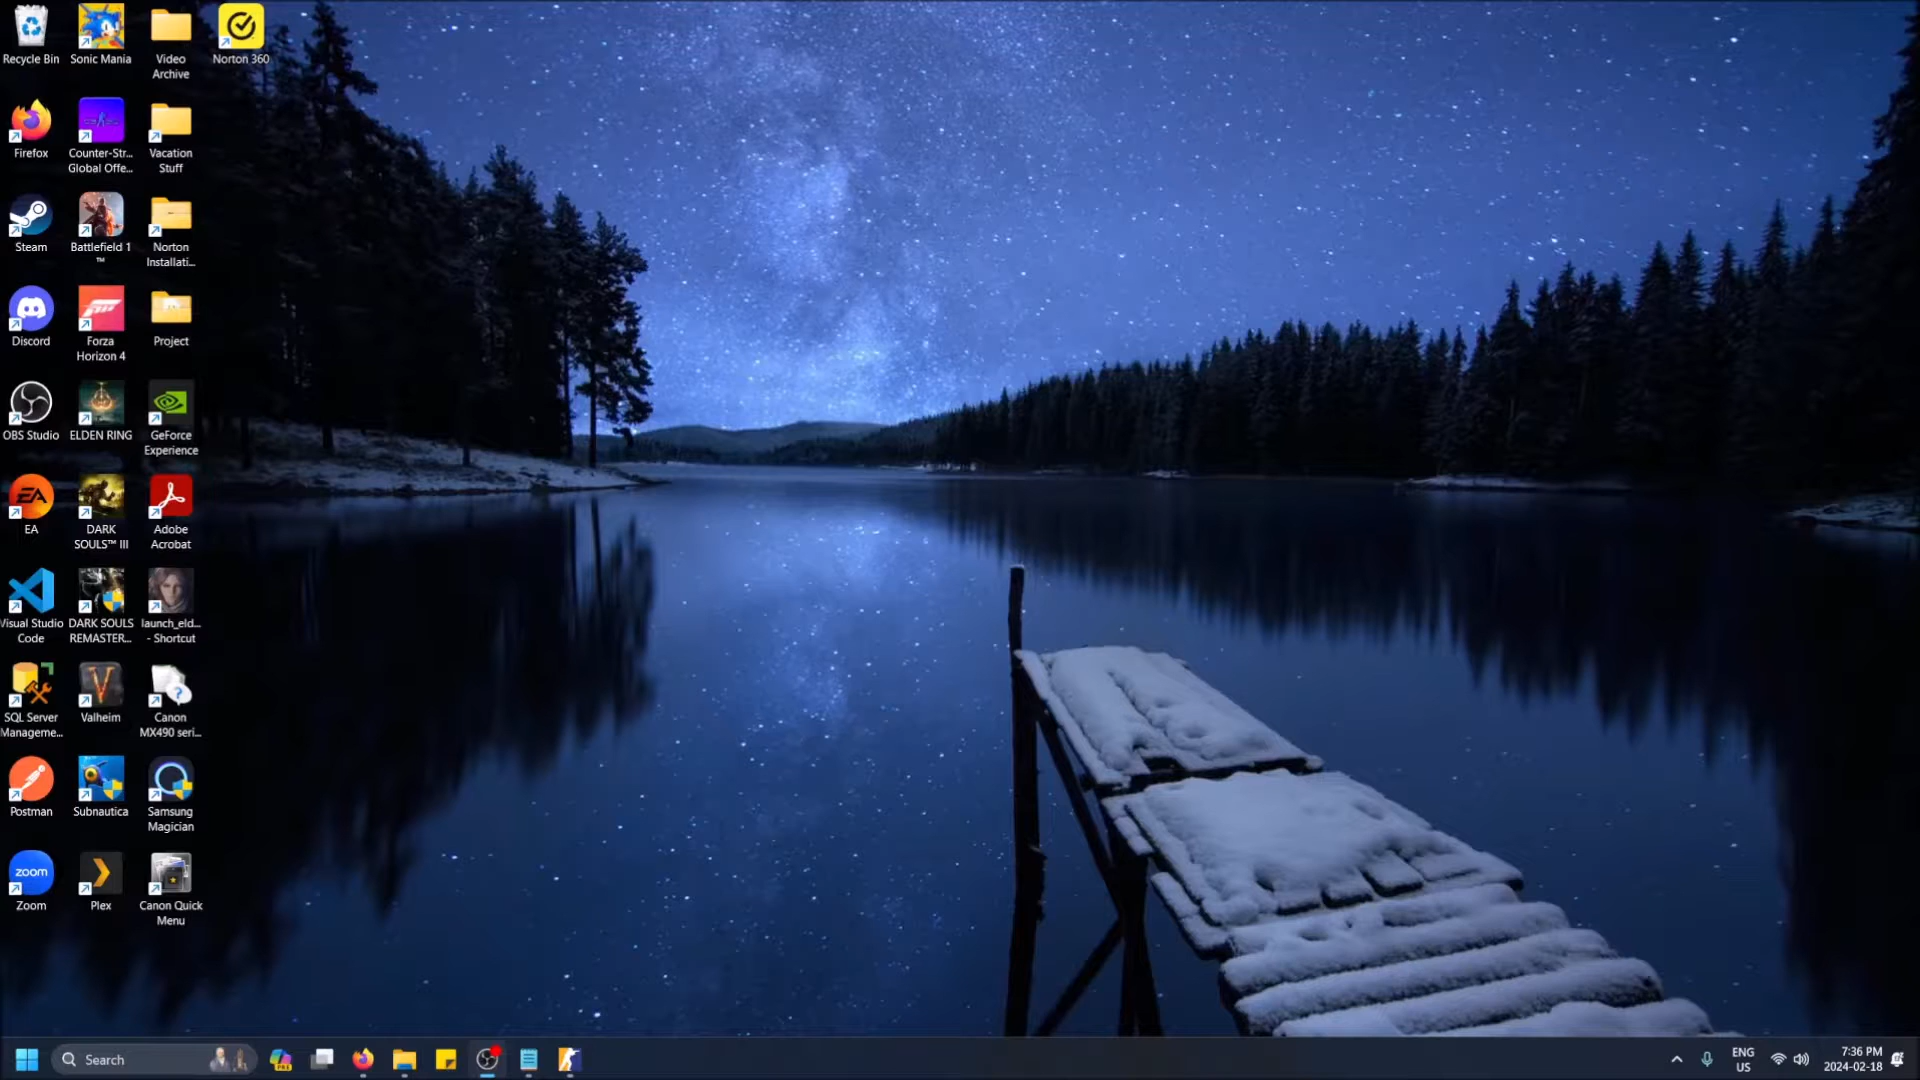 Recycle Bin
Sonic Mania
Video
Archive
Norton 360
Firefox
Counter-Str...
Global Offe...
Vacation
Stuff
Steam
Battlefield 1
™
Norton
Installati...
Discord
Forza
Horizon 4
Project
OBS Studio
ELDEN RING
GeForce
Experience
EA
EA
DARK
SOULS™ III
Adobe
Acrobat
Visual Studio
Code
DARK SOULS
REMASTER...
launch_eld...
- Shortcut
SQL Server
Manageme...
Valheim
Canon
MX490 seri...
Postman
Subnautica
Samsung
Magician
zoom
Zoom
Plex
Canon Quick
Menu
Search
PRE
ENG
US
7:36 PM
2024-02-18